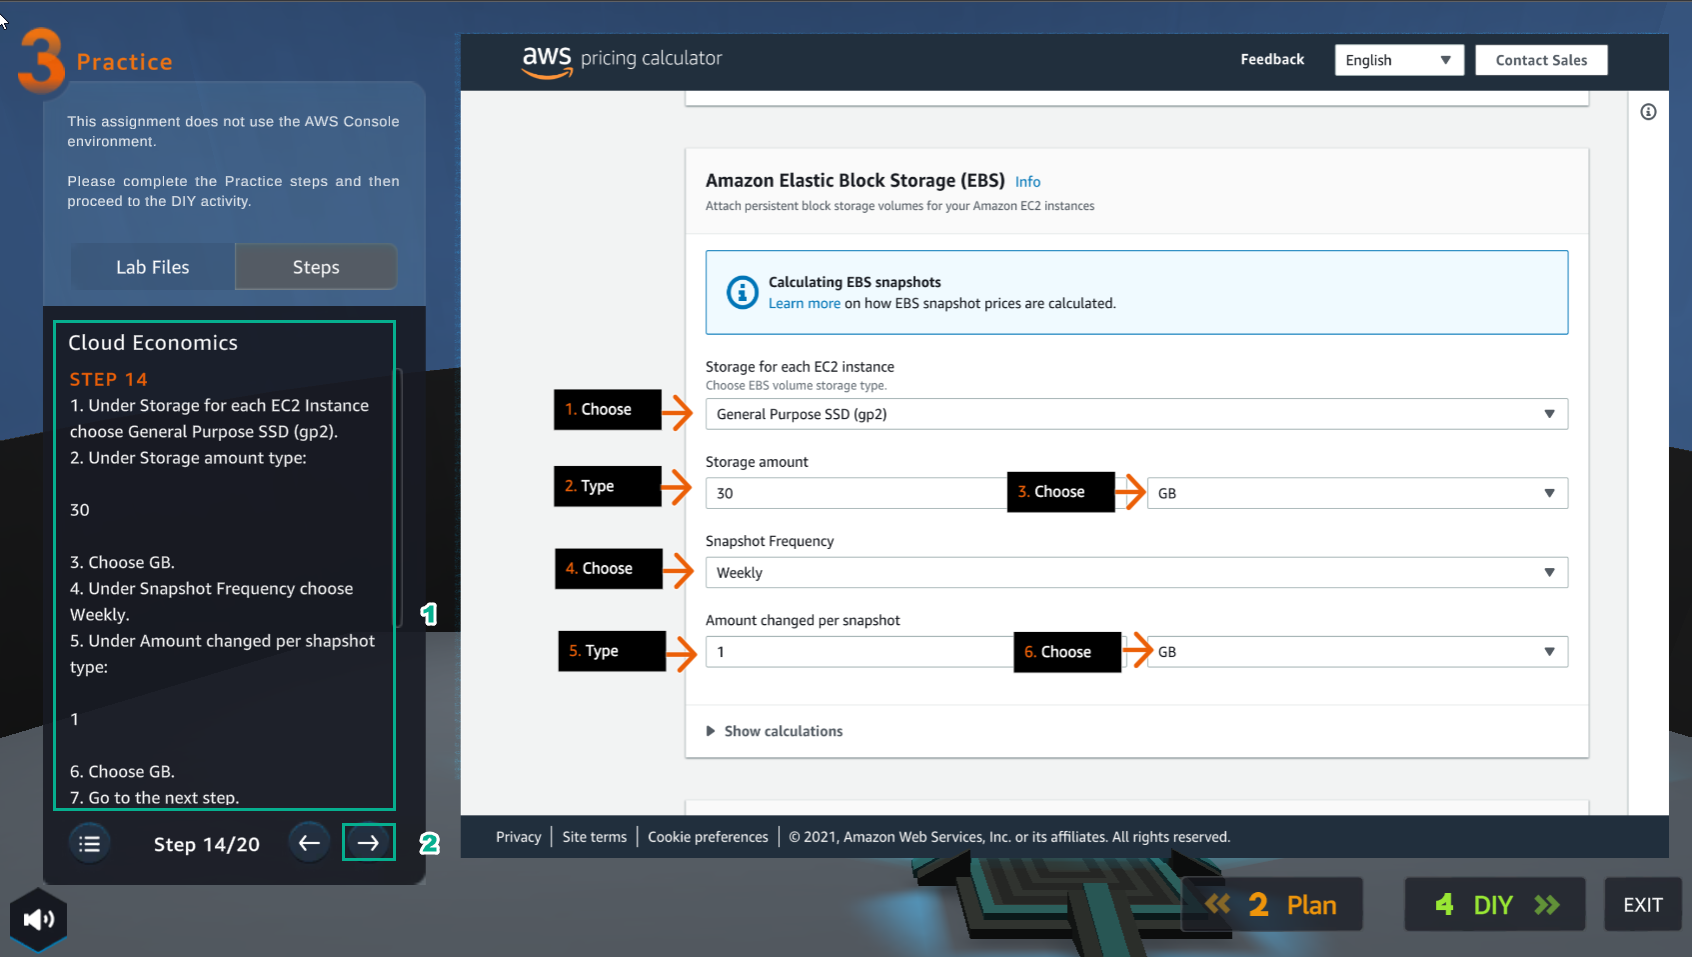 3 Practice
This assignment does not use the AWS Console
environment.
Please complete the Practice steps and then
proceed to the DIY activity.
Lab Files
Steps
Cloud Economics
STEP 14
1. Under Storage for each EC2 Instance
choose General Purpose SSD (gp2).
2. Under Storage amount type:
30
3. Choose GB.
4. Under Snapshot Frequency choose
Weekly.
5. Under Amount changed per shapshot
type:
1
6. Choose GB.
7. Go to the next step.
1
Step 14/20
2
aws pricing calculator
Feedback
English
Contact Sales
Amazon Elastic Block Storage (EBS) Info
Attach persistent block storage volumes for your Amazon EC2 instances
Calculating EBS snapshots
Learn more on how EBS snapshot prices are calculated.
Storage for each EC2 instance
Choose EBS volume storage type.
1. Choose
General Purpose SSD (gp2)
Storage amount
2. Type
30
3. Choose
GB
Snapshot Frequency
4. Choose
Weekly
Amount changed per snapshot
5. Type
1
6. Choose
GB
Show calculations
Privacy | Site terms | Cookie preferences | © 2021, Amazon Web Services, Inc. or its affiliates. All rights reserved.
2 Plan
4 DIY
EXIT